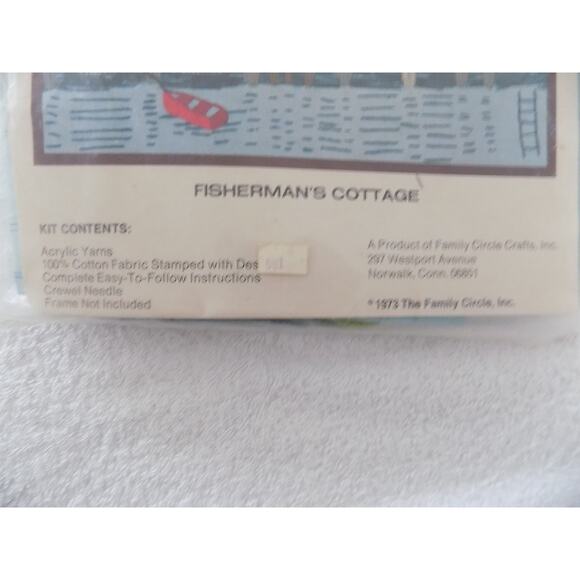 FISHERMAN'S COTTAGE
KIT CONTENTS:
Acrylic Yarns
100% Cotton Fabric Stamped with Des
Complete Easy-To-Follow Instructions
Crewel Needle
Frame Not Included
A Product of Family Circle Crafts, Inc.
297 Westport Avenue
Norwalk, Conn. 06851
© 1973 The Family Circle, Inc.